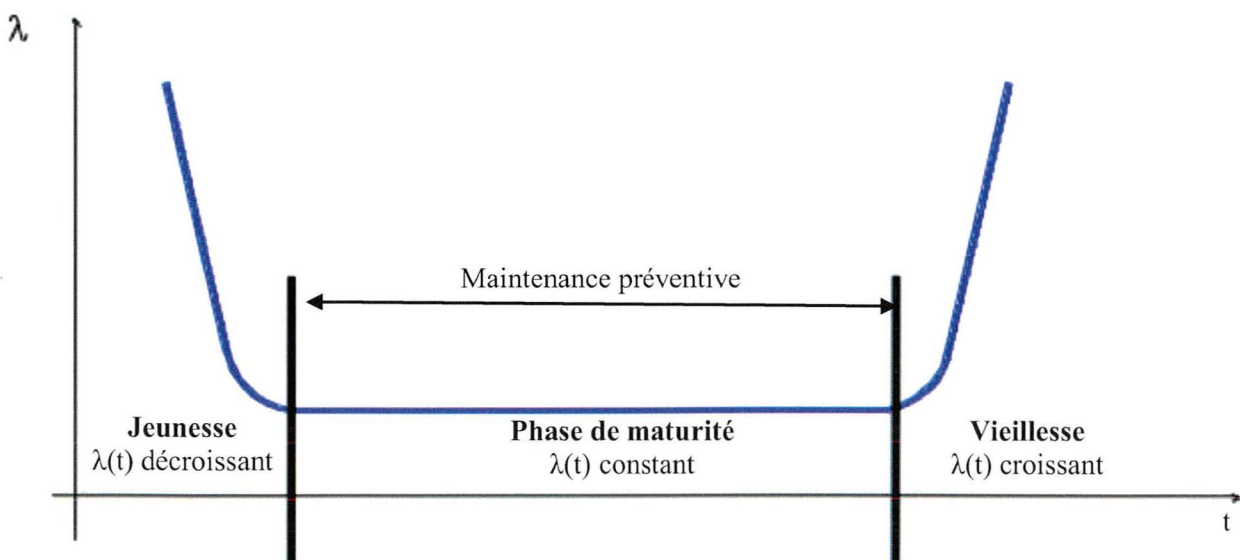 λ
Maintenance préventive
Jeunesse
λ(t) décroissant
Phase de maturité
λ(t) constant
Vieillesse
λ(t) croissant
t